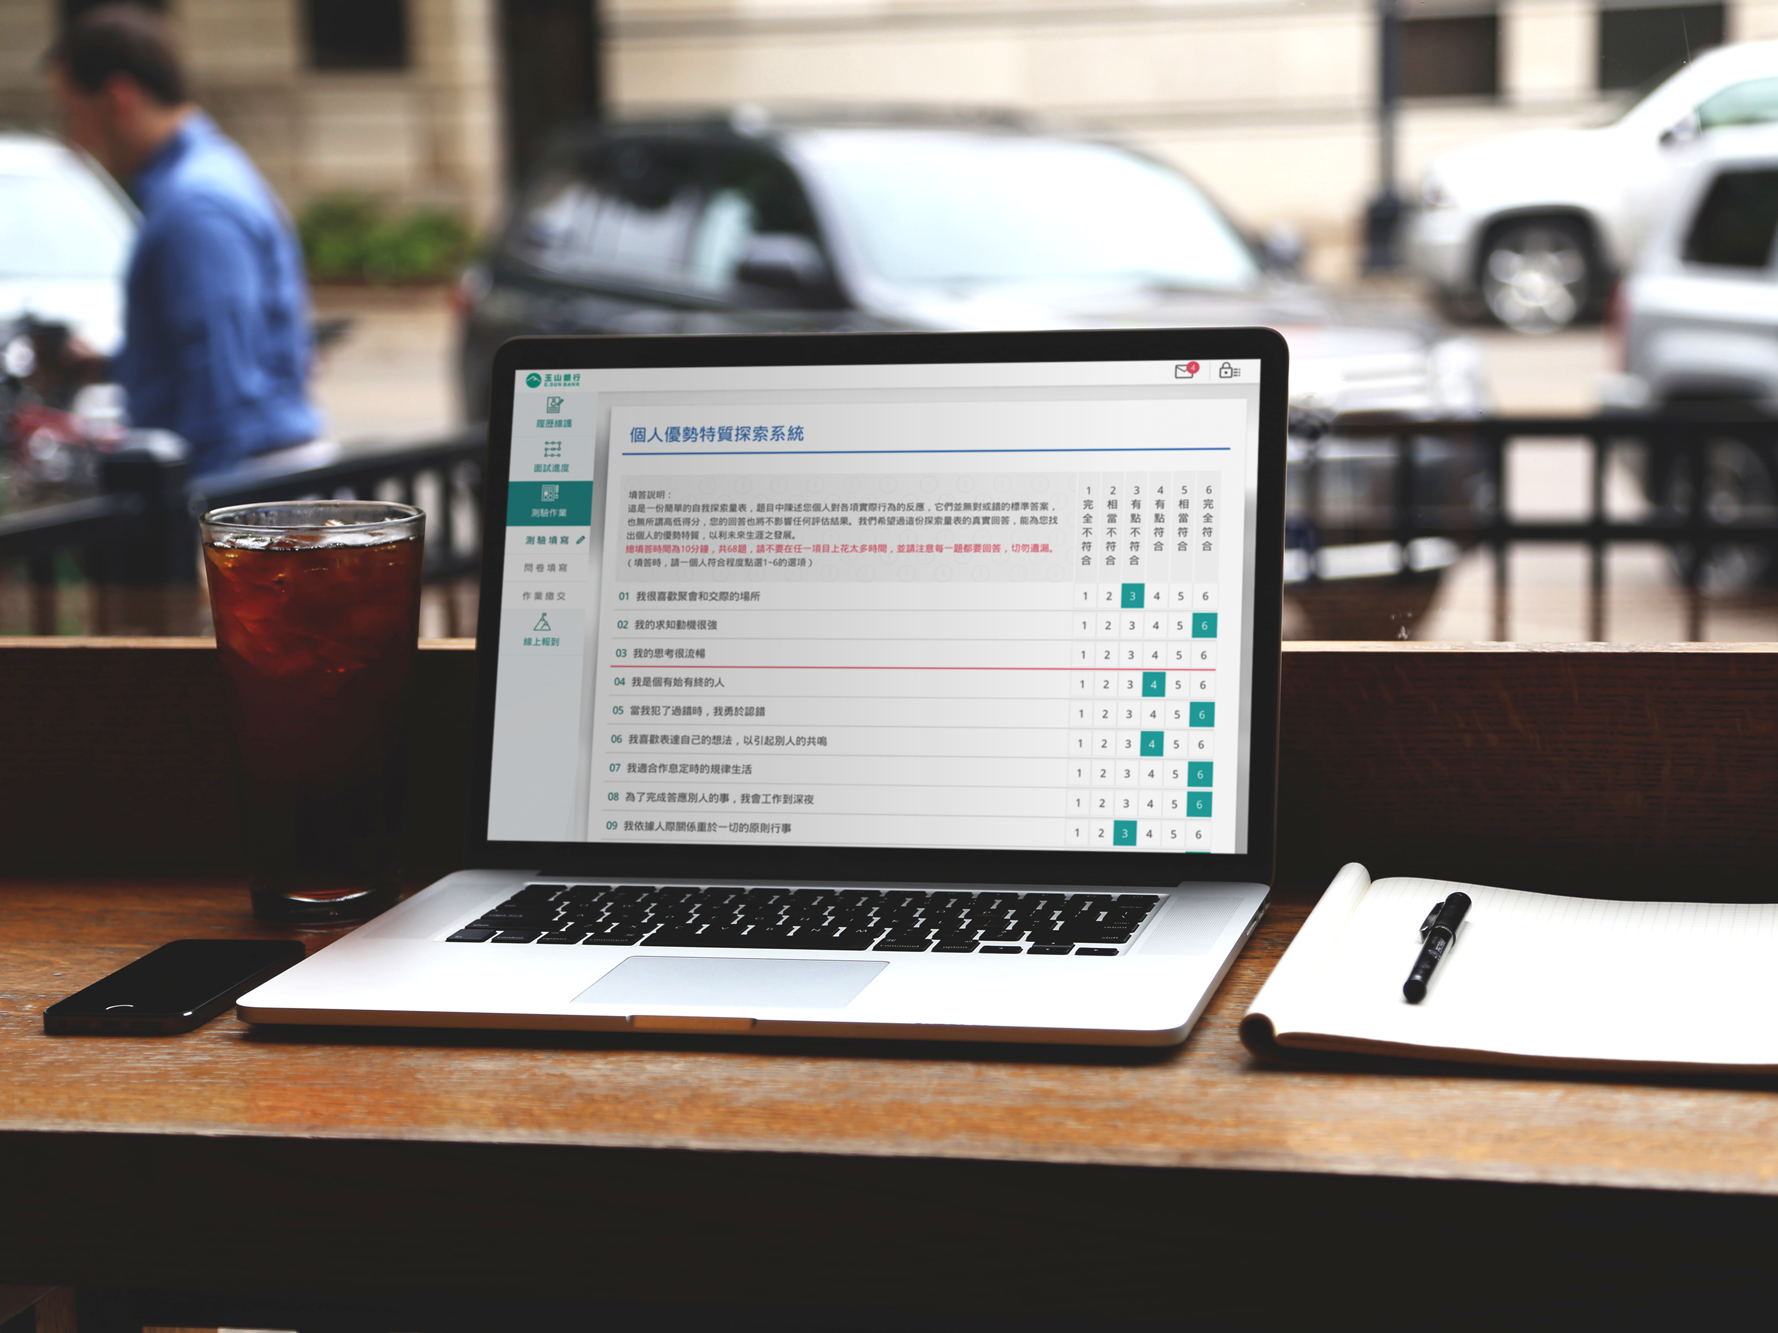 玉山銀行
E.SUN BANK
4
履歷維護
面試進度
測驗作業
測驗填寫
問卷填寫
作業繳交
線上報到
個人優勢特質探索系統
填答說明：
這是一份簡單的自我探索量表，題目中陳述您個人對各項實際行為的反應，它們並無對或錯的標準答案，
也無所謂高低得分，您的回答也將不影響任何評估結果。我們希望過這份探索量表的真實回答，能為您找
出個人的優勢特質，以利未來生涯之發展。
總填答時間為10分鐘，共68題，請不要在任一項目上花太多時間，並請注意每一題都要回答，切勿遺漏。
（填答時，請一個人符合程度點選1~6的選項）
1 完全不符合
2 相當不符合
3 有點不符合
4 有點符合
5 相當符合
6 完全符合
01 我很喜歡聚會和交際的場所 1 2 3 4 5 6
02 我的求知動機很強 1 2 3 4 5 6
03 我的思考很流暢 1 2 3 4 5 6
04 我是個有始有終的人 1 2 3 4 5 6
05 當我犯了過錯時，我勇於認錯 1 2 3 4 5 6
06 我喜歡表達自己的想法，以引起別人的共鳴 1 2 3 4 5 6
07 我適合作息定時的規律生活 1 2 3 4 5 6
08 為了完成答應別人的事，我會工作到深夜 1 2 3 4 5 6
09 我依據人際關係重於一切的原則行事 1 2 3 4 5 6